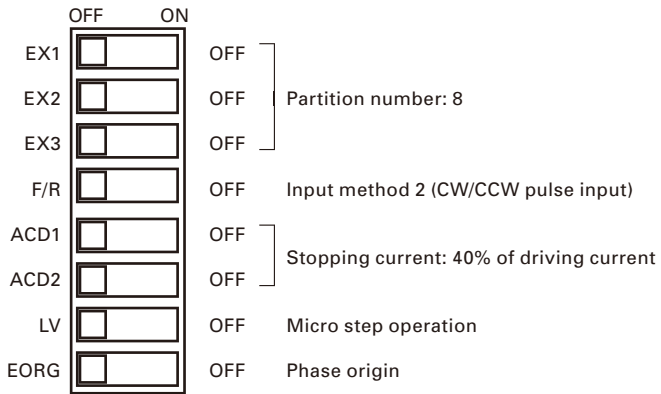 OFF ON
EX1 OFF
EX2 OFF Partition number: 8
EX3 OFF
F/R OFF Input method 2 (CW/CCW pulse input)
ACD1 OFF
Stopping current: 40% of driving current
ACD2 OFF
LV OFF Micro step operation
EORG OFF Phase origin